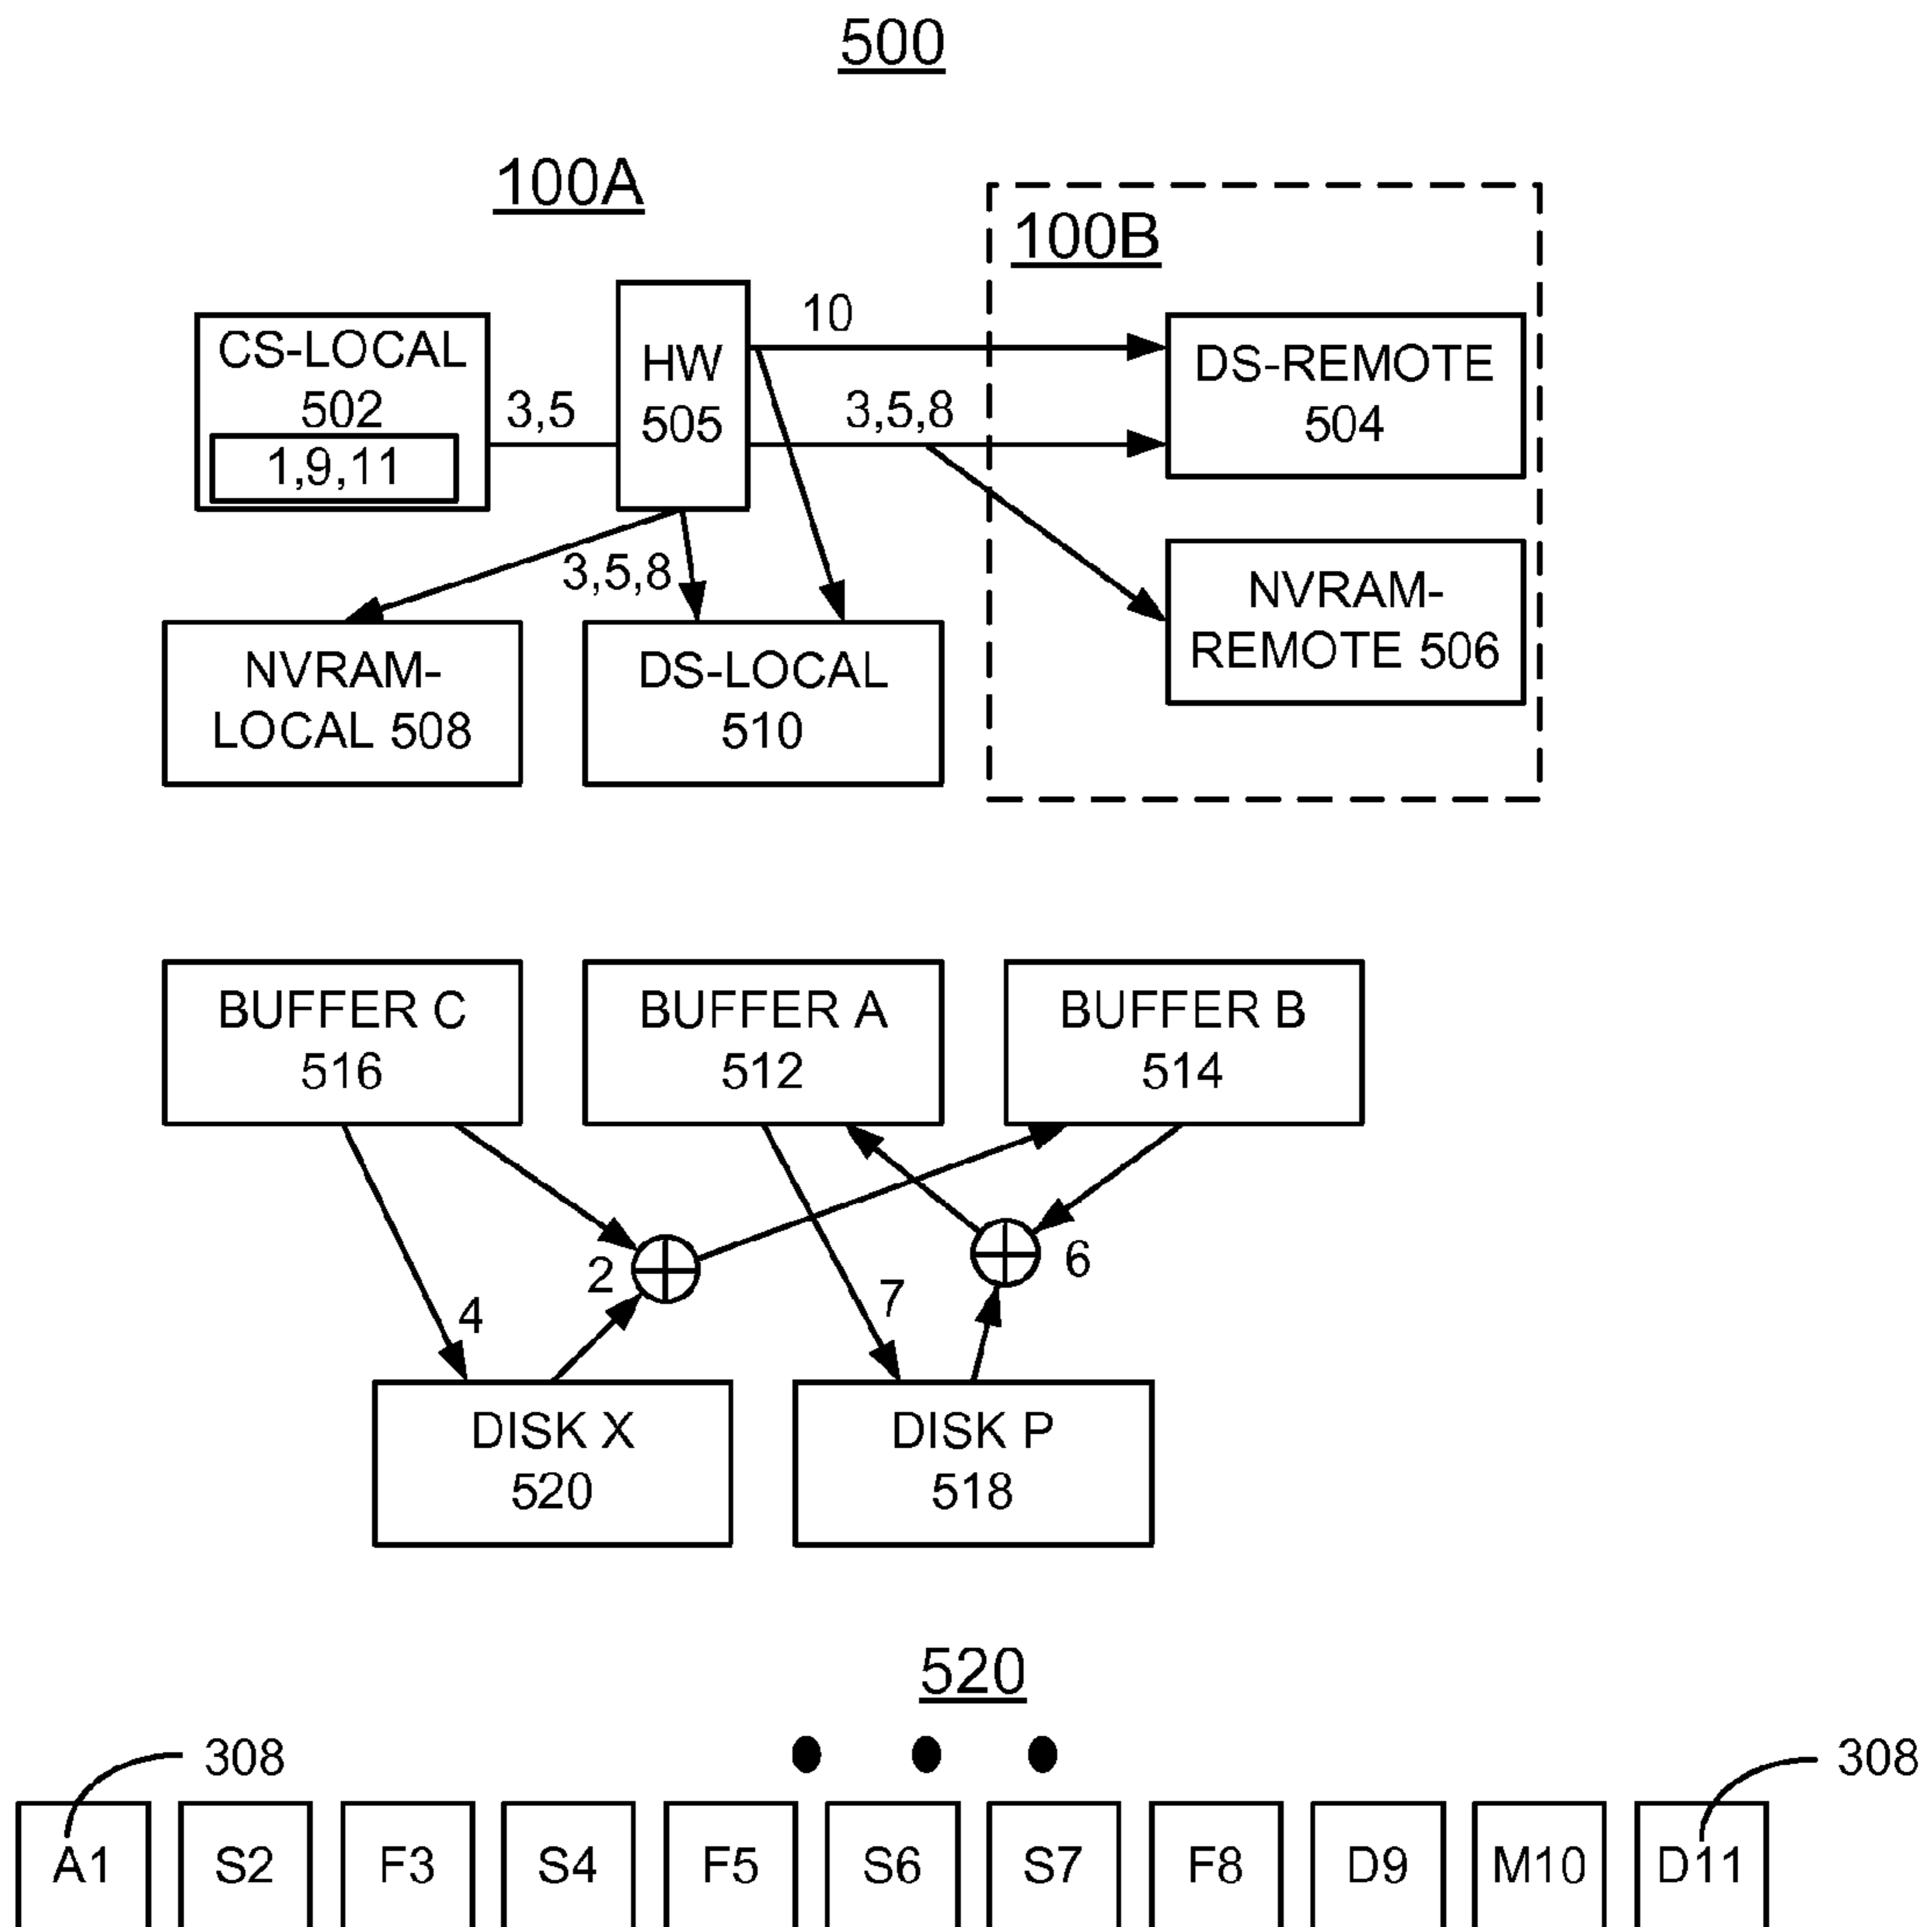 500
100A
100B
CS-LOCAL
502
1,9,11
3,5
HW
505
10
3,5,8
DS-REMOTE
504
3,5,8
NVRAM-
LOCAL 508
DS-LOCAL
510
NVRAM-
REMOTE 506
BUFFER C
516
BUFFER A
512
BUFFER B
514
2
6
4
7
DISK X
520
DISK P
518
520
308
308
A1
S2
F3
S4
F5
S6
S7
F8
D9
M10
D11